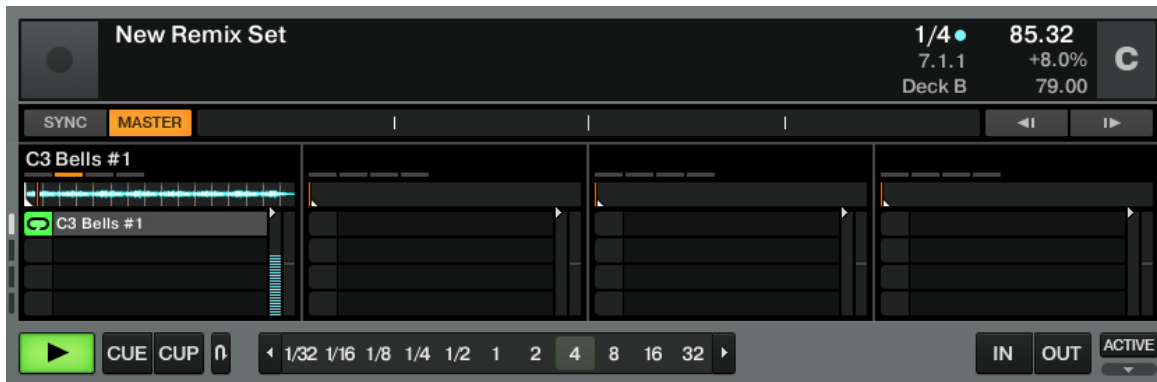 New Remix Set 1/4 85.32
7.1.1 +8.0% C
Deck B 79.00
SYNC MASTER
C3 Bells #1
C3 Bells #1
CUE CUP 1/32 1/16 1/8 1/4 1/2 1 2 4 8 16 32 IN OUT ACTIVE